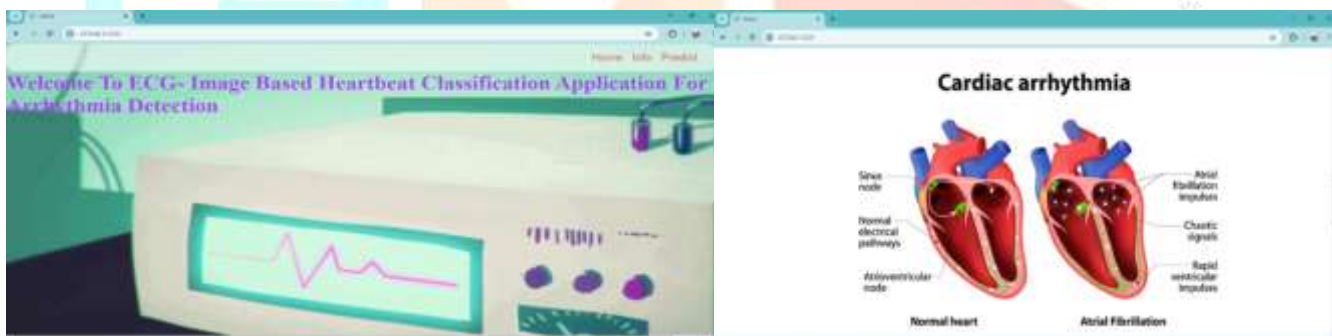 Home Info Predict
Welcome To ECG- Image Based Heartbeat Classification Application For
Arrhythmia Detection
Cardiac arrhythmia
Sinus
node
Normal
electrical
pathways
Atrioventricular
node
Atrial
fibrillation
impulses
Chaotic
signals
Rapid
ventricular
impulses
Normal heart
Atrial Fibrillation